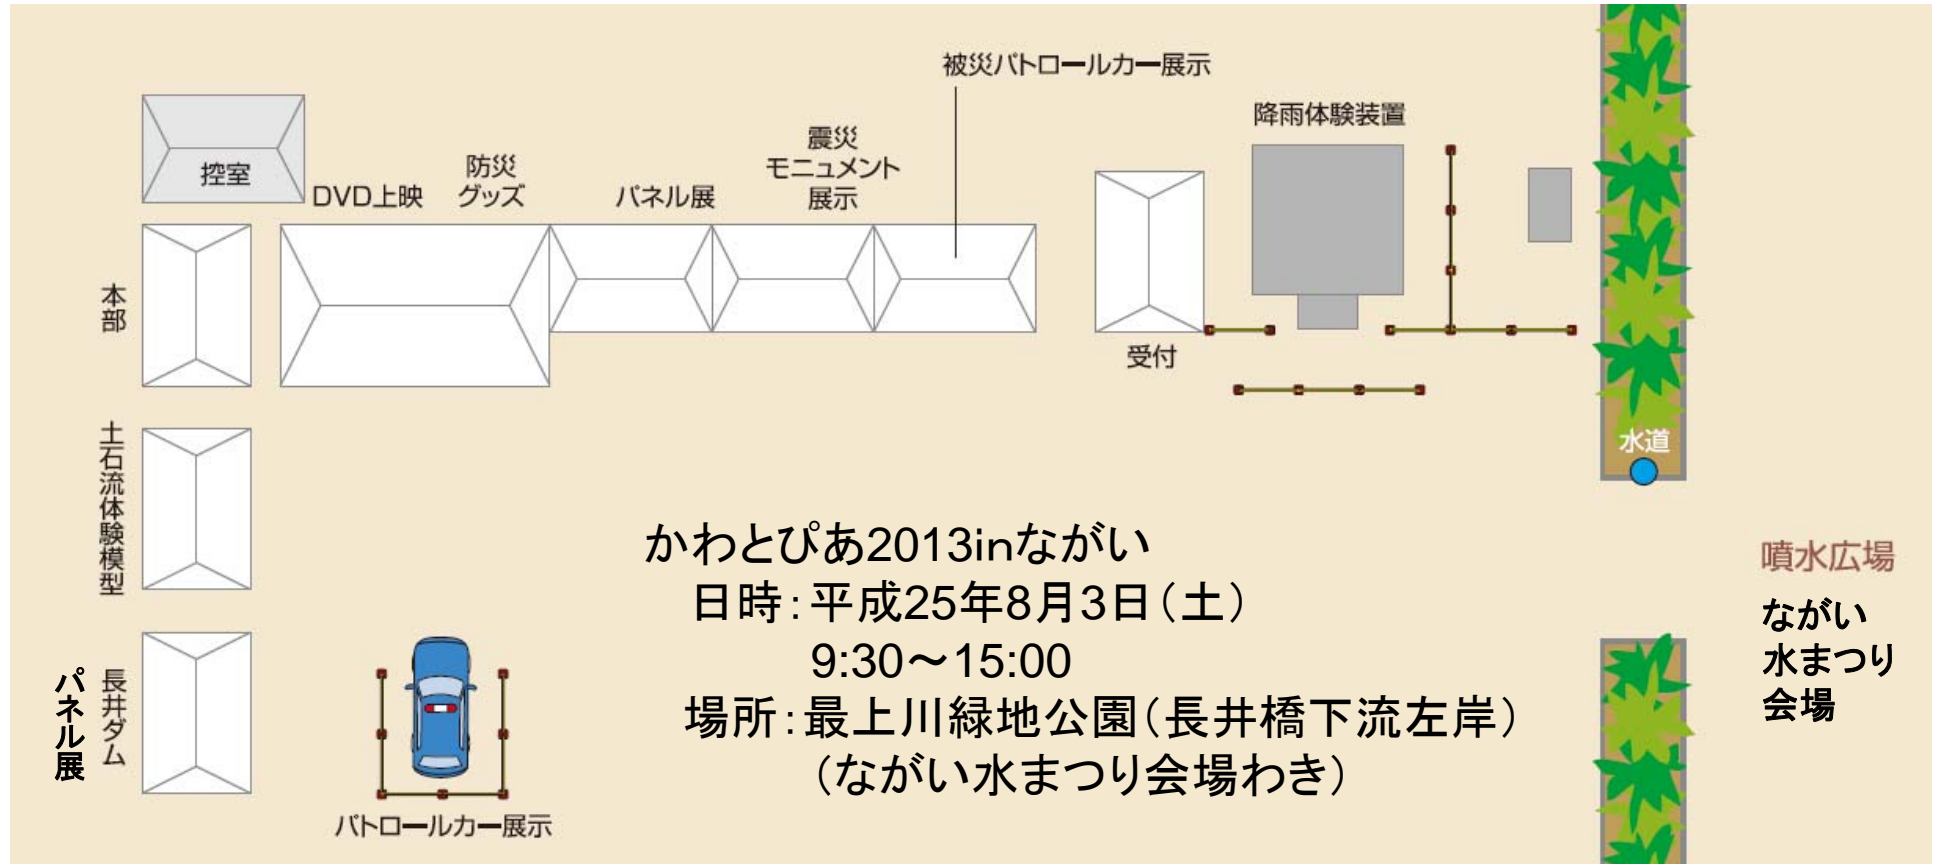 被災パトロールカー展示
降雨体験装置
震災
モニュメント
展示
防災
グッズ
控室
DVD上映
パネル展
本部
受付
土石流体験模型
水道
かわとぴあ2013inながい
日時:平成25年8月3日(土)
9:30～15:00
場所:最上川緑地公園(長井橋下流左岸)
(ながい水まつり会場わき)
噴水広場
ながい
水まつり
会場
長井ダム
パネル展
パトロールカー展示